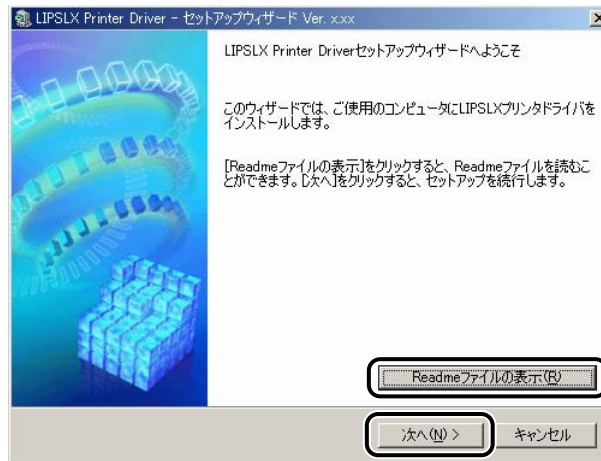 LIPSLX Printer Driver - セットアップウィザード Ver. x.xx
LIPSLX Printer Driverセットアップウィザードへようこそ
このウィザードでは、ご使用のコンピュータにLIPSLXプリンタドライバを
インストールします。
[Readmeファイルの表示]をクリックすると、Readmeファイルを読むこ
とができます。[次へ]をクリックすると、セットアップを続行します。
Readmeファイルの表示(R)
次へ(N) >
キャンセル